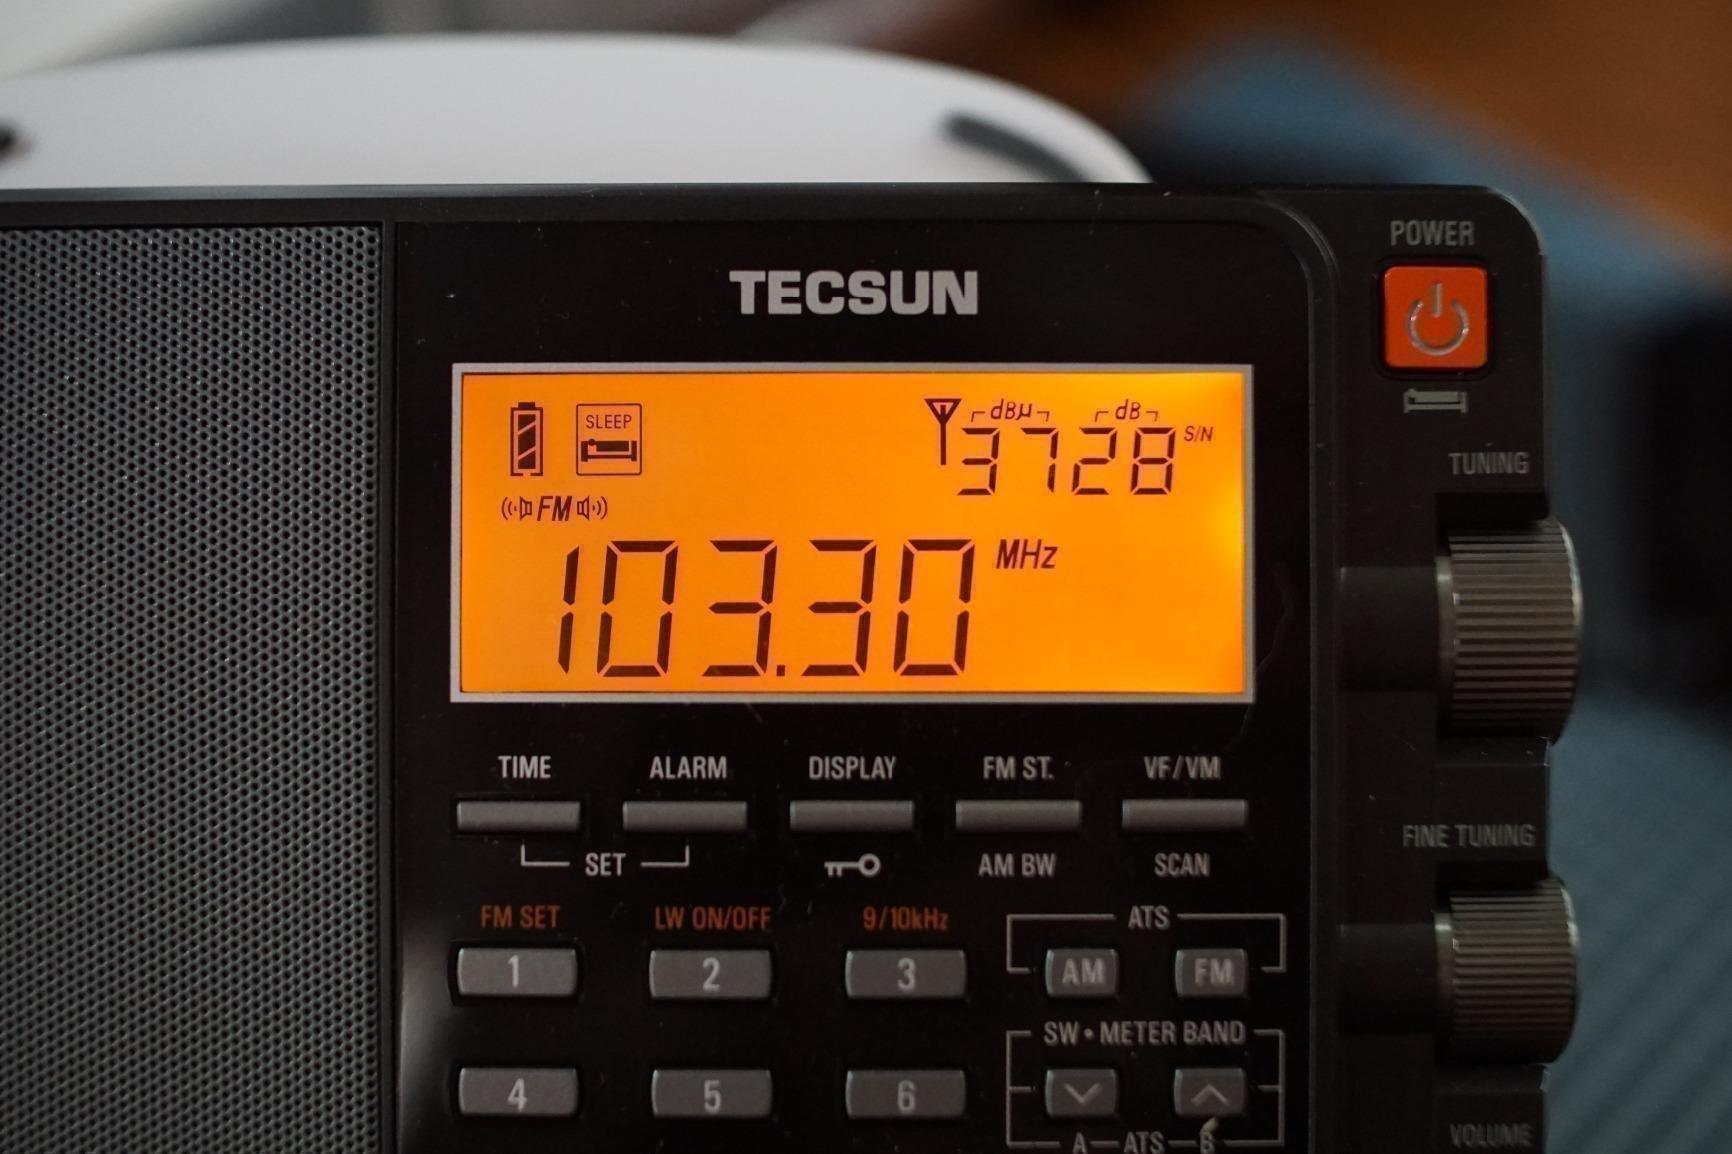 POWER
TECSUN
SLEEP
dBµ dB
3728 S/N
TUNING
FM
103.30 MHz
TIME ALARM DISPLAY FM ST. VF/VM
FINE TUNING
SET AM BW SCAN
FM SET LW ON/OFF 9/10kHz ATS
1 2 3 AM FM
SW • METER BAND
4 5 6
VOLUME
A ATS B